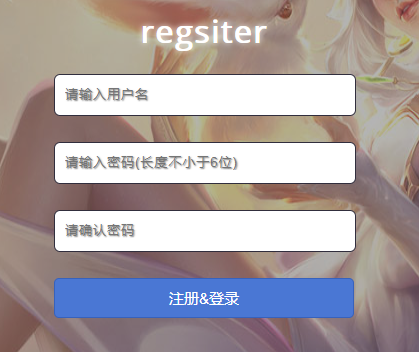 regsiter
请输入用户名
请输入密码(长度不小于6位)
请确认密码
注册&登录